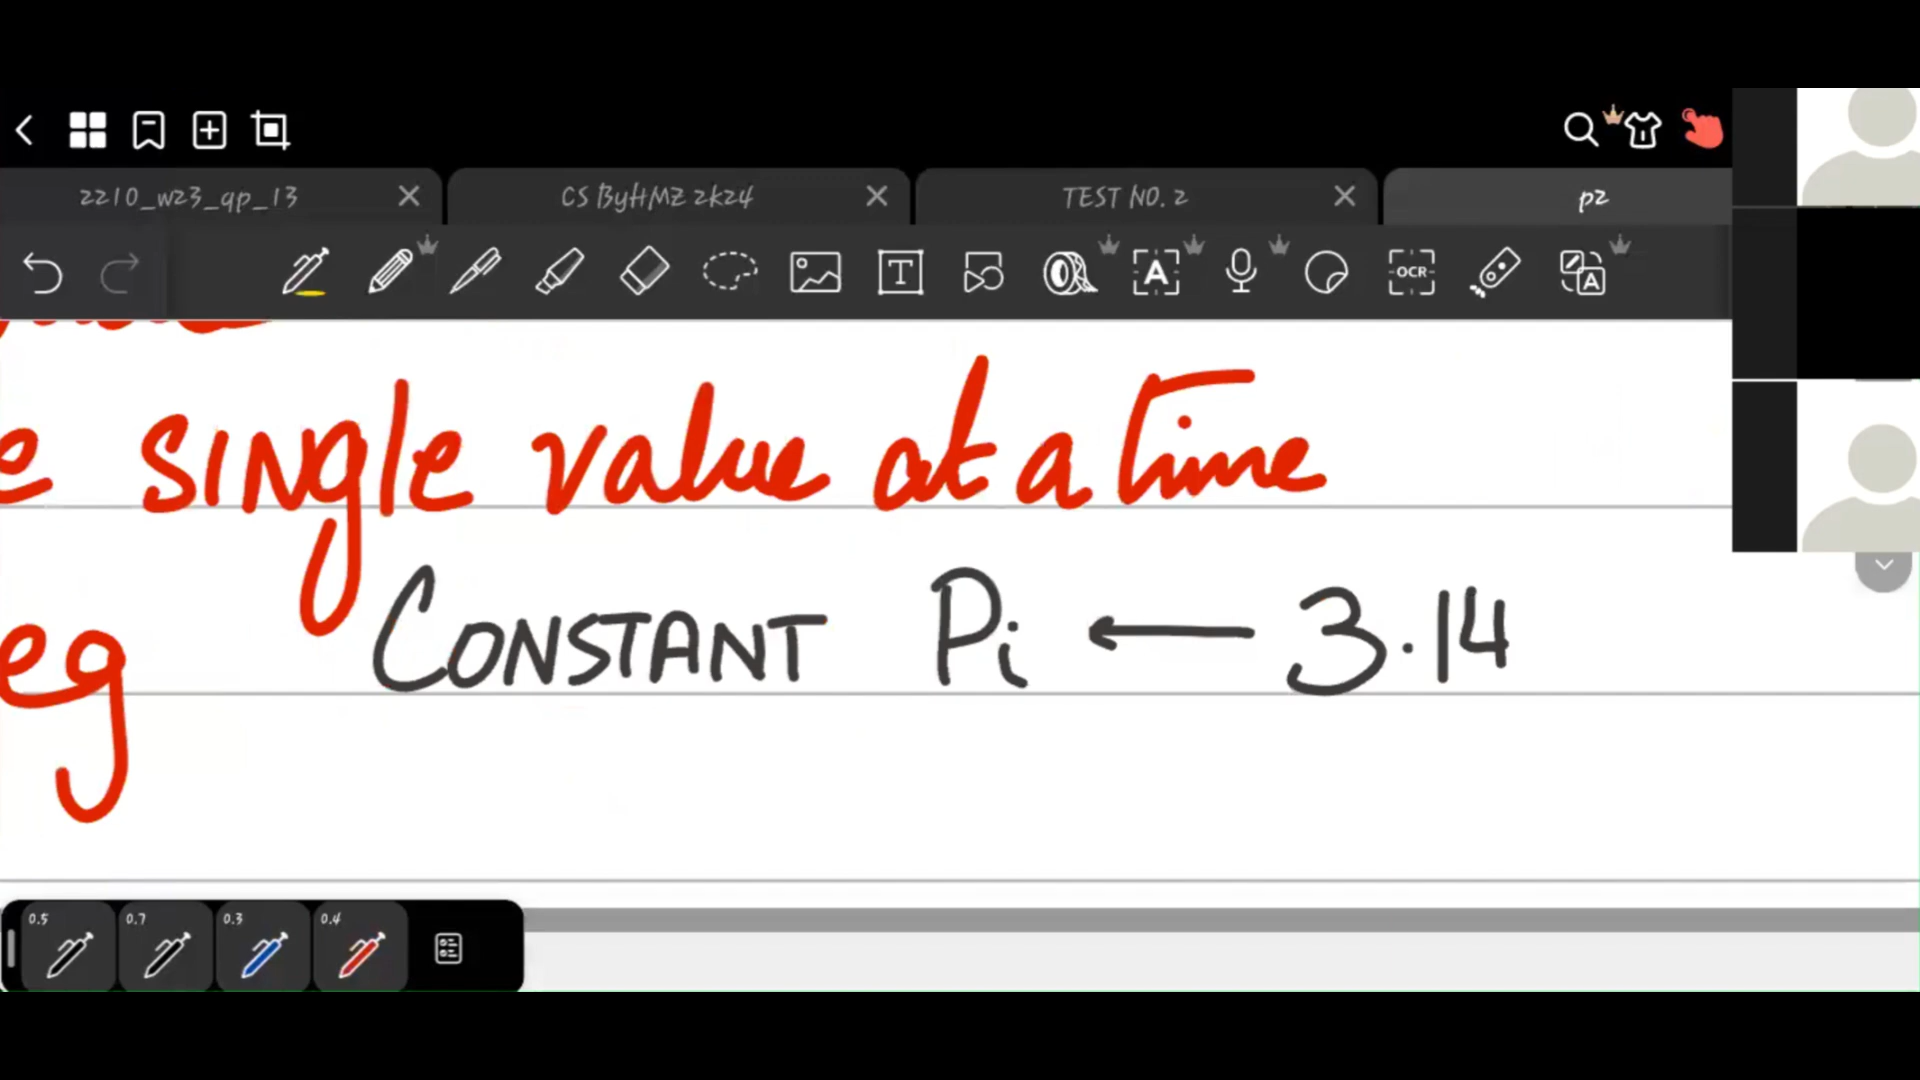 2210_w23_qp_13
CS ByHMZ 2k24
TEST NO. 2
p2
T
A
OCR
A
e single value at a time
eg CONSTANT Pi ← 3.14
0.5
0.7
0.3
0.4